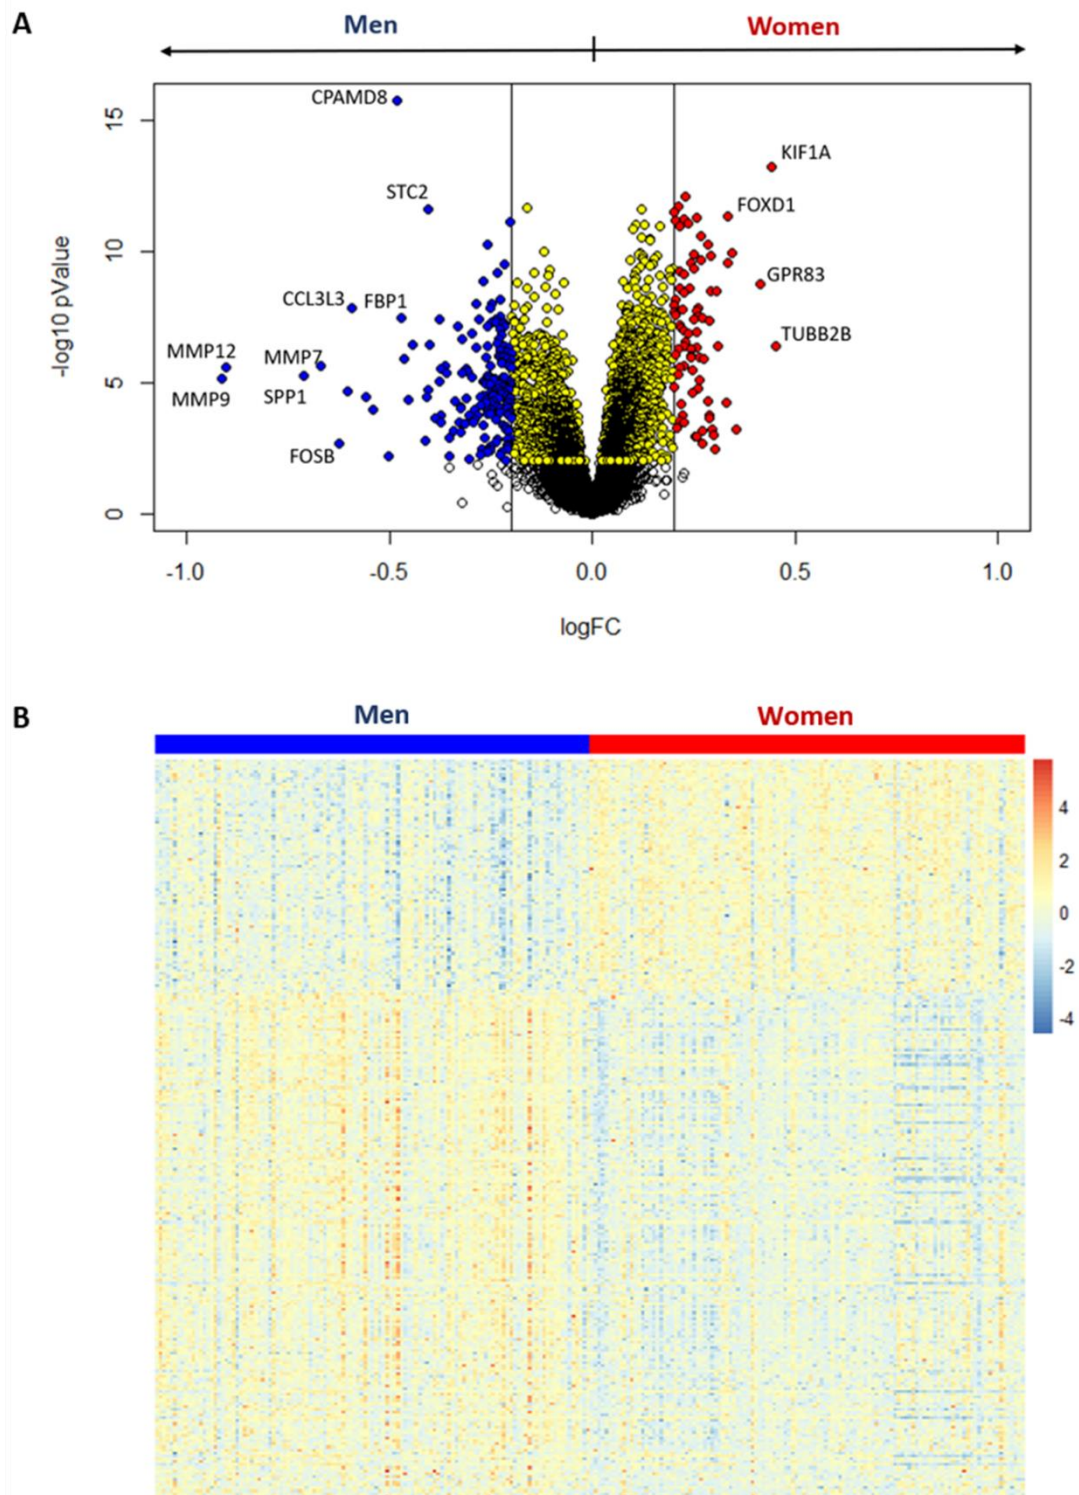 A
Men
Women
CPAMD8
KIF1A
STC2
FOXD1
GPR83
CCL3L3
FBP1
TUBB2B
MMP12
MMP7
MMP9
SPP1
FOSB
-log10 pValue
15
10
5
0
-1.0
-0.5
0.0
0.5
1.0
logFC
B
Men
Women
4
2
0
-2
-4